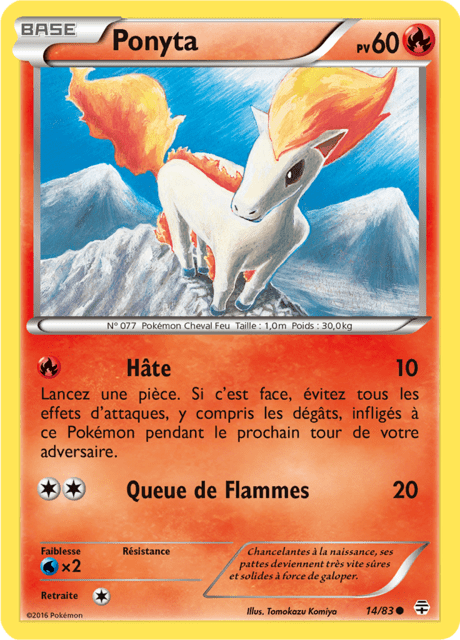 BASE
Ponyta
PV60
N° 077 Pokémon Cheval Feu Taille : 1,0m Poids : 30,0kg
Hâte 10
Lancez une pièce. Si c'est face, évitez tous les
effets d'attaques, y compris les dégâts, infligés à
ce Pokémon pendant le prochain tour de votre
adversaire.
Queue de Flammes 20
Faiblesse Résistance
×2
Retraite
Chancelantes à la naissance, ses
pattes deviennent très vite sûres
et solides à force de galoper.
©2016 Pokémon
Illus. Tomokazu Komiya
14/83